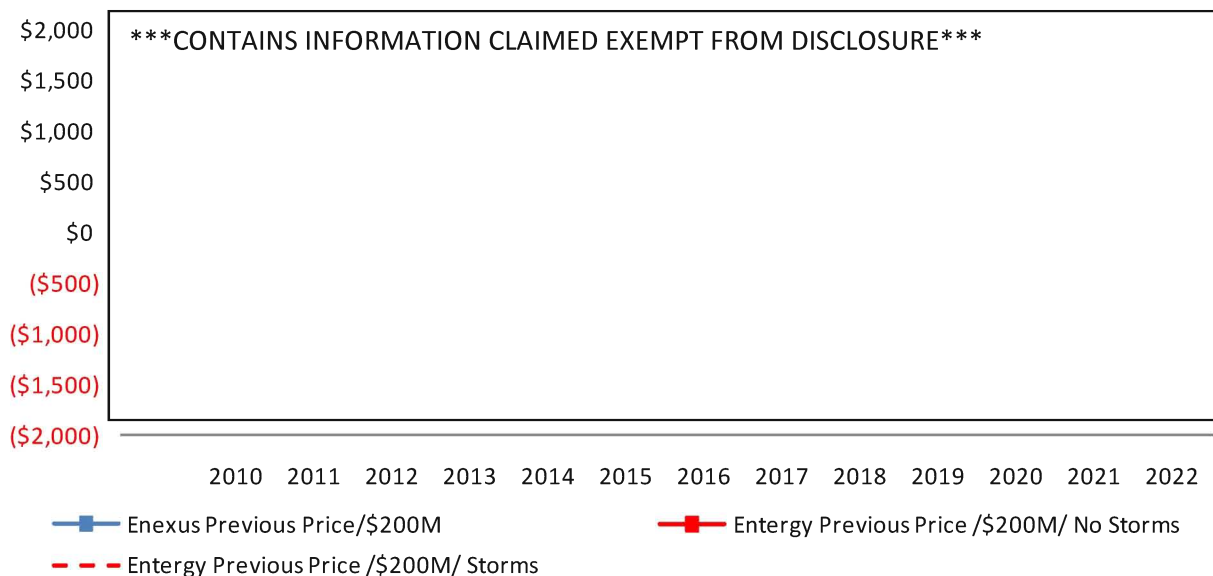 $2,000
***CONTAINS INFORMATION CLAIMED EXEMPT FROM DISCLOSURE***
$1,500
$1,000
$500
$0
($500)
($1,000)
($1,500)
($2,000)
2010 2011 2012 2013 2014 2015 2016 2017 2018 2019 2020 2021 2022
Enexus Previous Price/$200M
Entergy Previous Price /$200M/ No Storms
Entergy Previous Price /$200M/ Storms